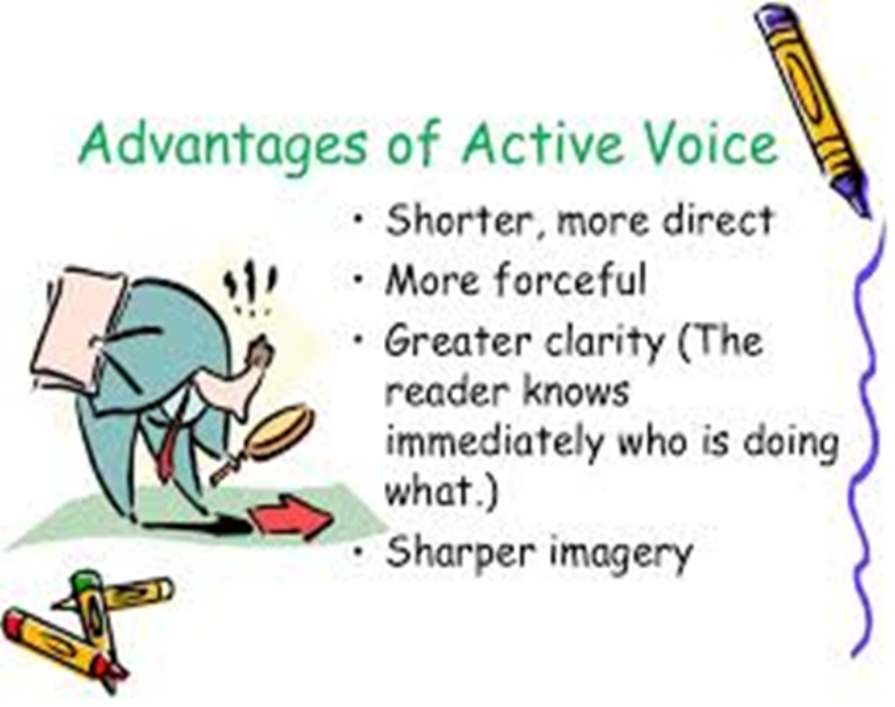 Advantages of Active Voice
• Shorter, more direct
• More forceful
• Greater clarity (The
reader knows
immediately who is doing
what.)
• Sharper imagery